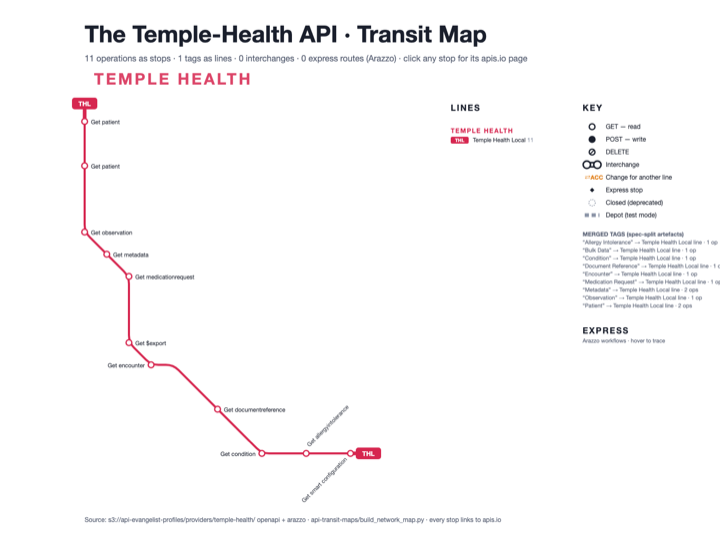 The Temple-Health API · Transit Map
11 operations as stops · 1 tags as lines · 0 interchanges · 0 express routes (Arazzo) · click any stop for its apis.io page
TEMPLE HEALTH
THL
Get patient
Get patient
Get observation
Get metadata
Get medicationrequest
Get $export
Get encounter
Get documentreference
Get allergyintolerance
Get condition
THL
Get smart configuration
LINES
TEMPLE HEALTH
THL Temple Health Local 11
KEY
GET — read
POST — write
DELETE
Interchange
Change for another line
Express stop
Closed (deprecated)
Depot (test mode)
MERGED TAGS (spec-split artefacts)
"Allergy Intolerance" → Temple Health Local line · 1 op
"Bulk Data" → Temple Health Local line · 1 op
"Condition" → Temple Health Local line · 1 op
"Document Reference" → Temple Health Local line · 1
"Encounter" → Temple Health Local line · 1 op
"Medication Request" → Temple Health Local line · 1 op
"Metadata" → Temple Health Local line · 2 ops
"Observation" → Temple Health Local line · 1 op
"Patient" → Temple Health Local line · 2 ops
EXPRESS
Arazzo workflows · hover to trace
Source: s3://api-evangelist-profiles/providers/temple-health/ openapi + arazzo · api-transit-maps/build_network_map.py · every stop links to apis.io